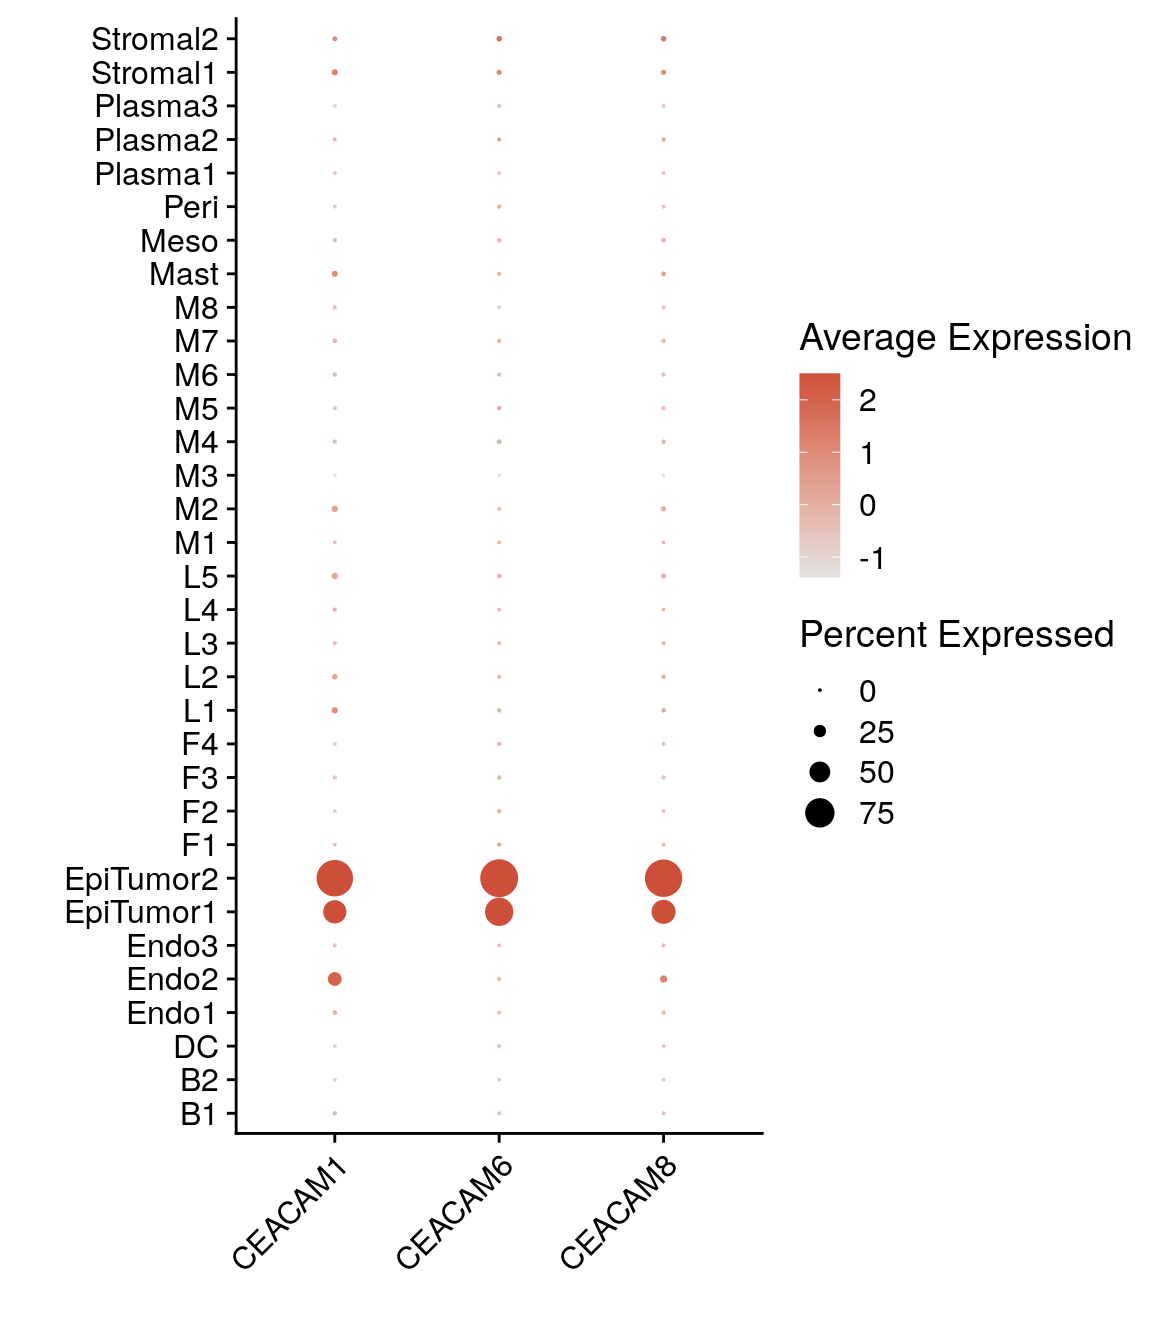 Stromal2
Stromal1
Plasma3
Plasma2
Plasma1
Peri
Meso
Mast
M8
M7
M6
M5
M4
M3
M2
M1
L5
L4
L3
L2
L1
F4
F3
F2
F1
EpiTumor2
EpiTumor1
Endo3
Endo2
Endo1
DC
B2
B1
CEACAM1
CEACAM6
CEACAM8
Average Expression
2
1
0
-1
Percent Expressed
0
25
50
75